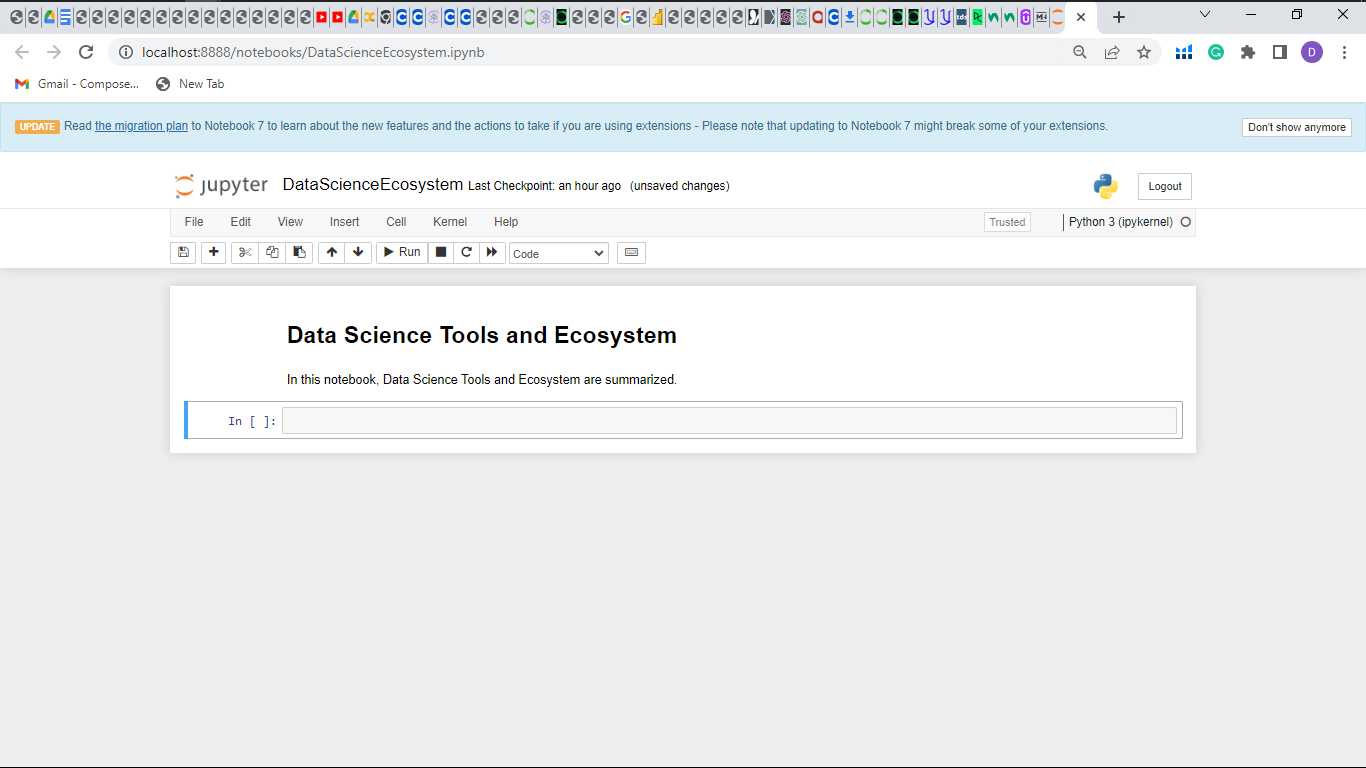 localhost:8888/notebooks/DataScienceEcosystem.ipynb
D
Gmail - Compose... New Tab
UPDATE Read the migration plan to Notebook 7 to learn about the new features and the actions to take if you are using extensions - Please note that updating to Notebook 7 might break some of your extensions. Don't show anymore
jupyter DataScienceEcosystem Last Checkpoint: an hour ago (unsaved changes) Logout
File Edit View Insert Cell Kernel Help Trusted Python 3 (ipykernel)
Run Code
Data Science Tools and Ecosystem
In this notebook, Data Science Tools and Ecosystem are summarized.
In [ ]: